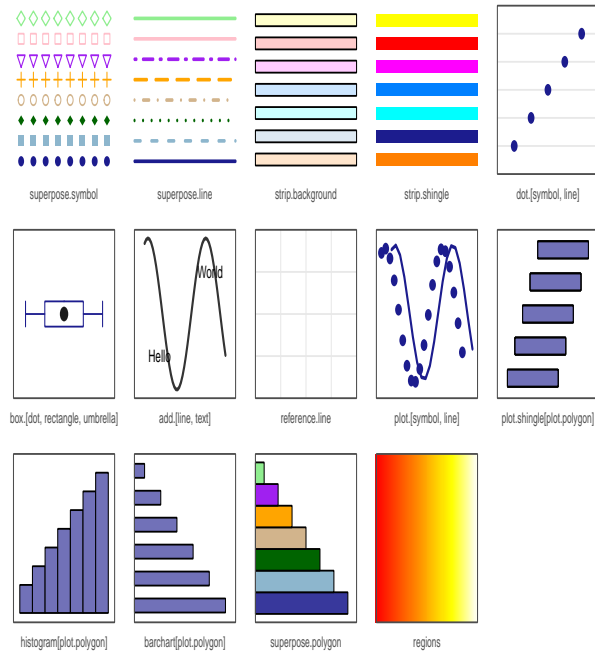 superpose.symbol
superpose.line
strip.background
strip.shingle
dot.[symbol, line]
World
Hello
box.[dot, rectangle, umbrella]
add.[line, text]
reference.line
plot.[symbol, line]
plot.shingle[plot.polygon]
histogram[plot.polygon]
barchart[plot.polygon]
superpose.polygon
regions